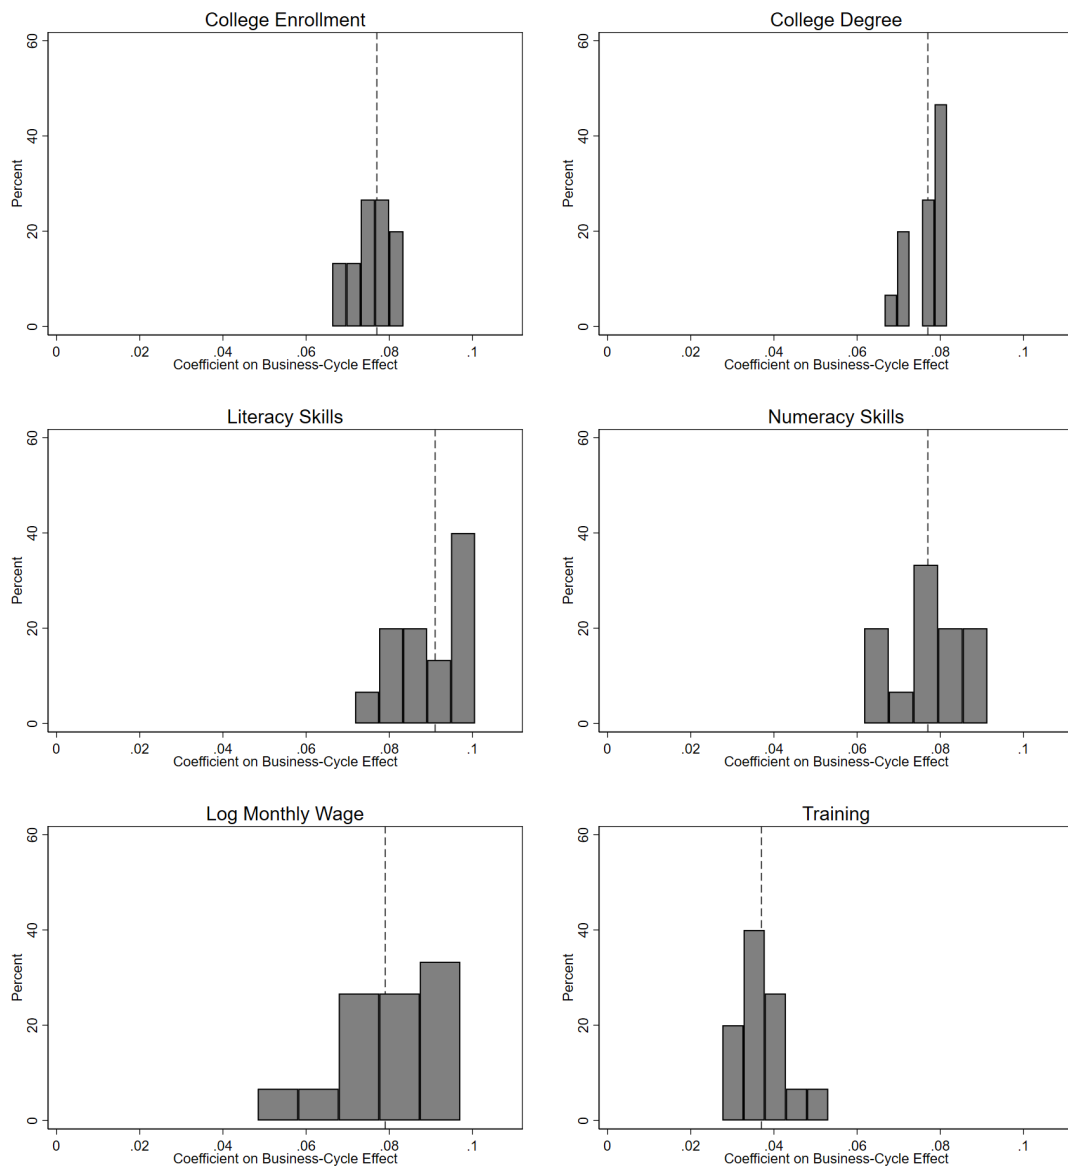 College Enrollment
60
40
20
0
Percent
0 .02 .04 .06 .08 .1
Coefficient on Business-Cycle Effect
College Degree
60
40
20
0
Percent
0 .02 .04 .06 .08 .1
Coefficient on Business-Cycle Effect
Literacy Skills
60
40
20
0
Percent
0 .02 .04 .06 .08 .1
Coefficient on Business-Cycle Effect
Numeracy Skills
60
40
20
0
Percent
0 .02 .04 .06 .08 .1
Coefficient on Business-Cycle Effect
Log Monthly Wage
60
40
20
0
Percent
0 .02 .04 .06 .08 .1
Coefficient on Business-Cycle Effect
Training
60
40
20
0
Percent
0 .02 .04 .06 .08 .1
Coefficient on Business-Cycle Effect